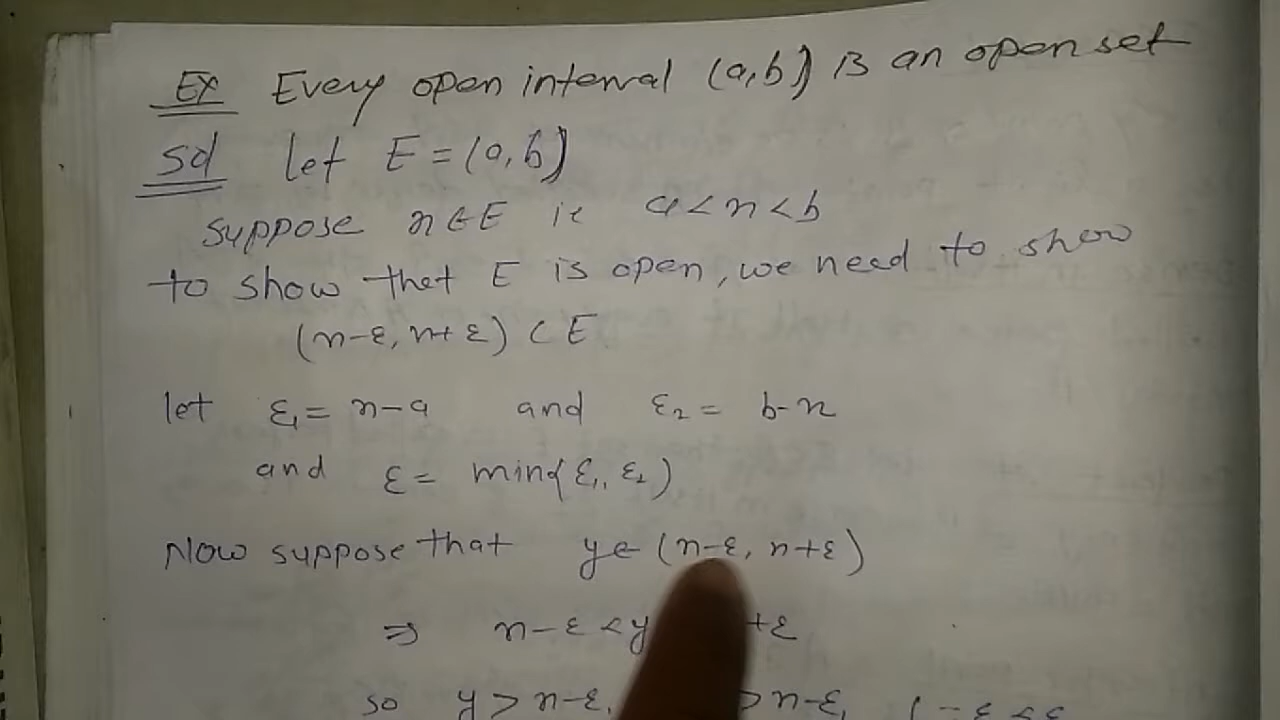 Ex Every open interval (a,b) is an open set
Sol let E = (a,b)
suppose n ∈ E ie a < n < b
to show that E is open, we need to show
(n-ε, n+ε) ⊂ E
let ε₁ = n-a and ε₂ = b-n
and ε = min{ε₁, ε₂)
Now suppose that y ∈ (n-ε, n+ε)
⇒ n-ε < y +ε
so y > n-ε, > n-ε₁